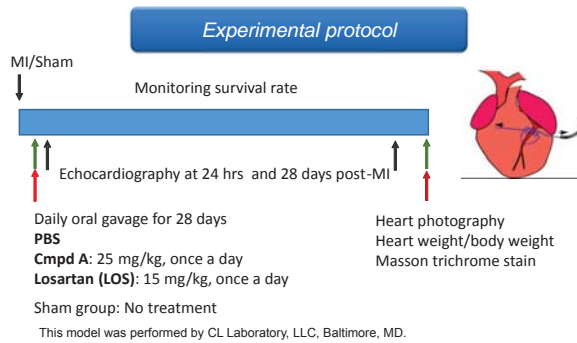 Experimental protocol
MI/Sham
Monitoring survival rate
Echocardiography at 24 hrs and 28 days post-MI
Daily oral gavage for 28 days
PBS
Cmpd A: 25 mg/kg, once a day
Losartan (LOS): 15 mg/kg, once a day
Sham group: No treatment
Heart photography
Heart weight/body weight
Masson trichrome stain
This model was performed by CL Laboratory, LLC, Baltimore, MD.